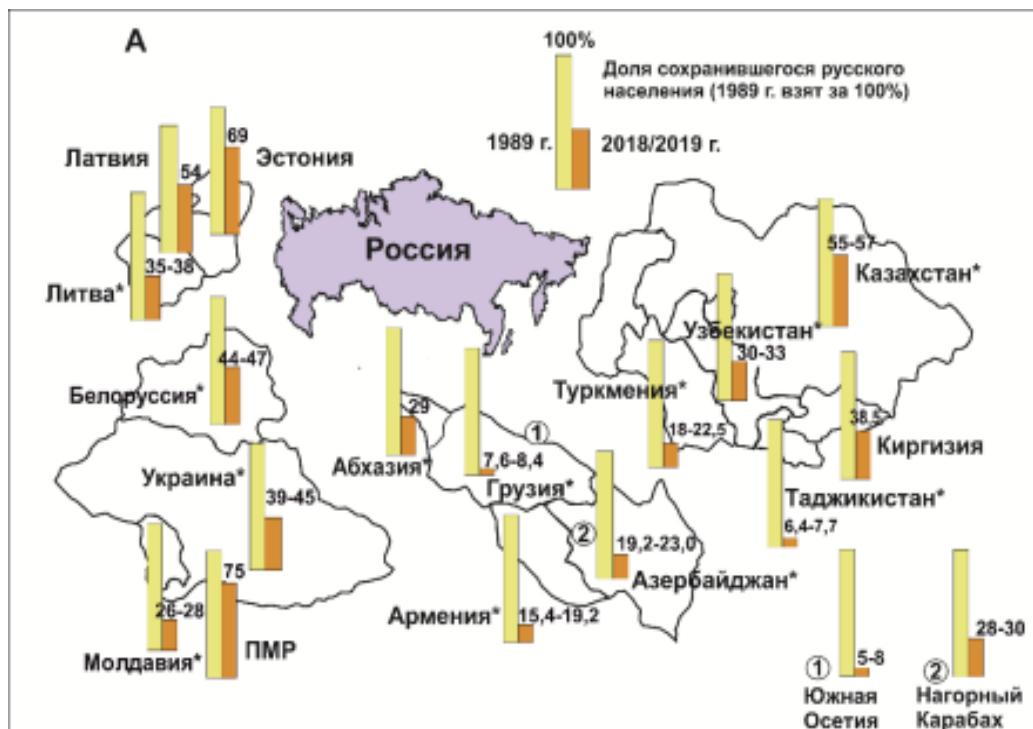 А
100%
Доля сохранившегося русского
населения (1989 г. взят за 100%)
1989 г.
2018/2019 г.
Латвия
54
69
Эстония
35-38
Литва*
Россия
55-57
Казахстан*
Узбекистан*
30-33
44-47
Белоруссия*
29
Абхазия*
1
7,6-8,4
Грузия*
Туркмения*
18-22,5
38,5
Киргизия
Украина*
39-45
Таджикистан*
6,4-7,7
2
19,2-23,0
Азербайджан*
26-28
Молдавия*
75
ПМР
Армения*
15,4-19,2
1
5-8
Южная
Осетия
2
28-30
Нагорный
Карабах